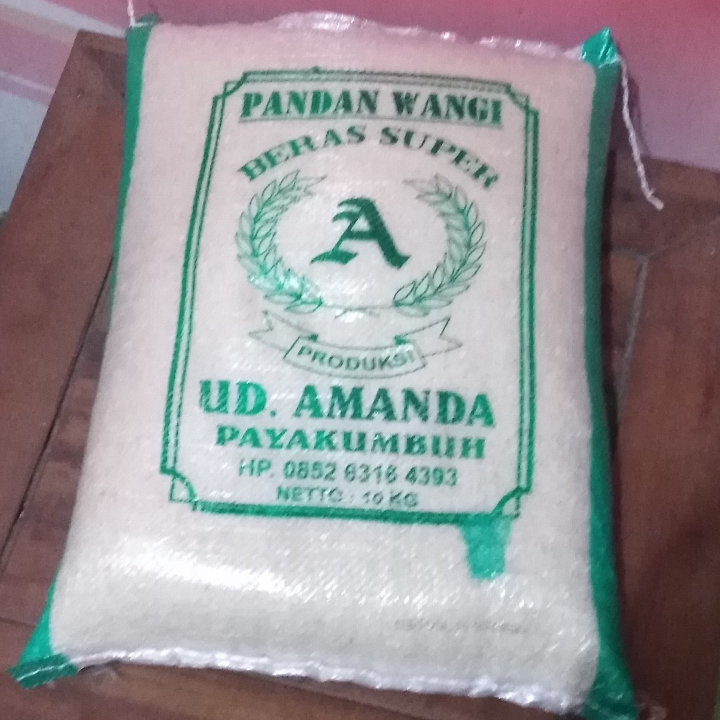 PANDAN WANGI
BERAS SUPER
A
PRODUKSI
UD. AMANDA
PAYAKUMBUH
HP. 0852 6316 4393
NETTO : 10 KG